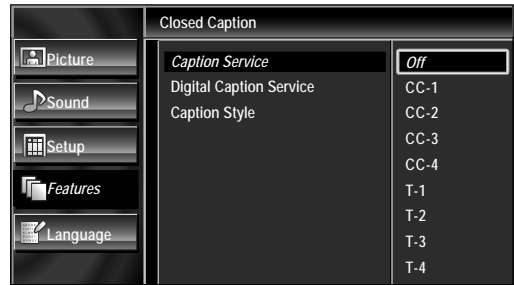 Closed Caption
Picture
Sound
Setup
Features
Language
Caption Service
Digital Caption Service
Caption Style
Off
CC-1
CC-2
CC-3
CC-4
T-1
T-2
T-3
T-4